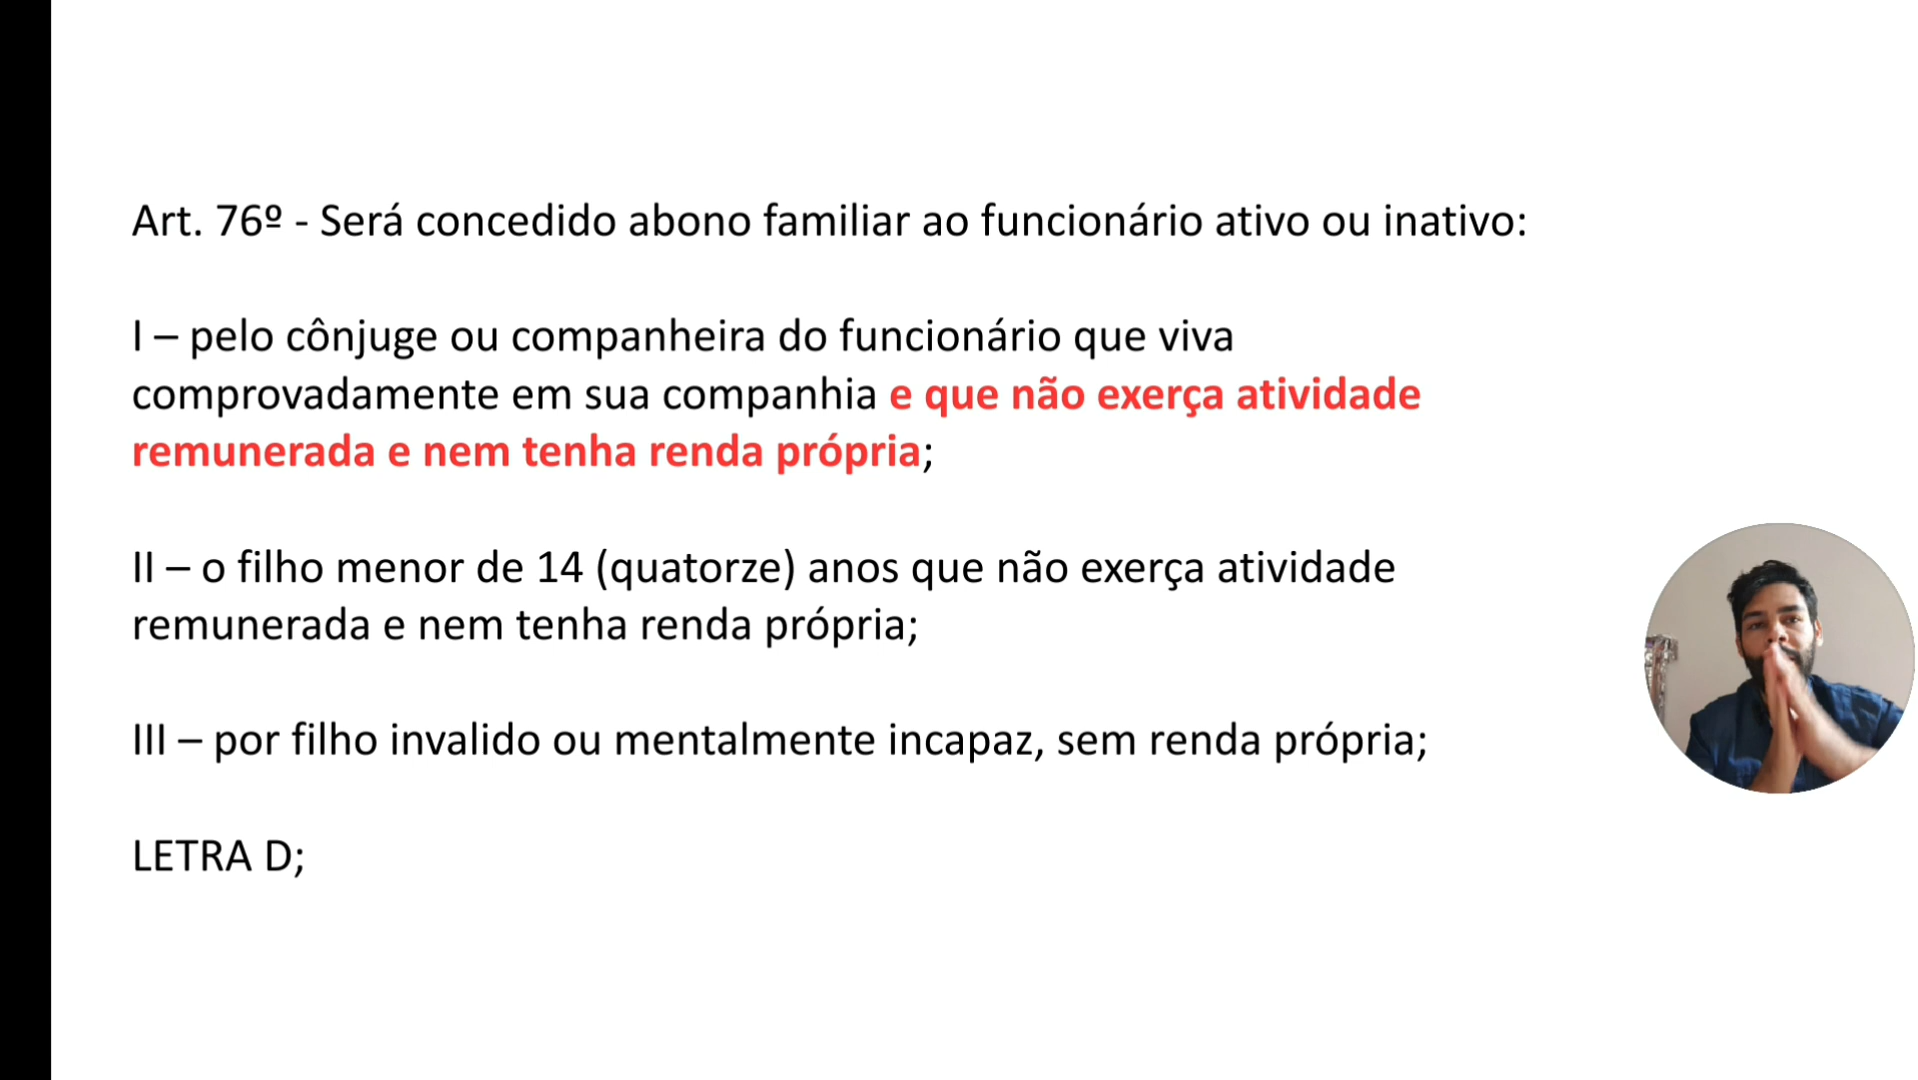 Art. 76º - Será concedido abono familiar ao funcionário ativo ou inativo:
I – pelo cônjuge ou companheira do funcionário que viva
comprovadamente em sua companhia e que não exerça atividade
remunerada e nem tenha renda própria;
II – o filho menor de 14 (quatorze) anos que não exerça atividade
remunerada e nem tenha renda própria;
III – por filho invalido ou mentalmente incapaz, sem renda própria;
LETRA D;